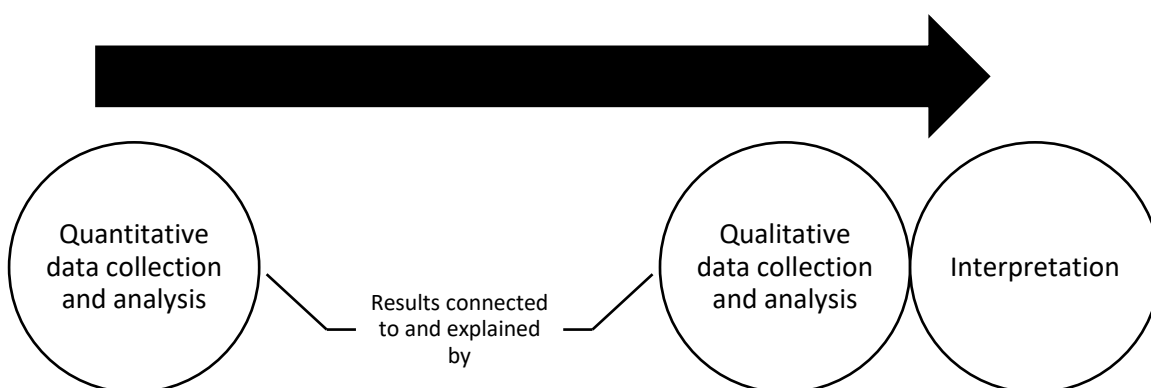 Quantitative
data collection
and analysis
Results connected
to and explained
by
Qualitative
data collection
and analysis
Interpretation